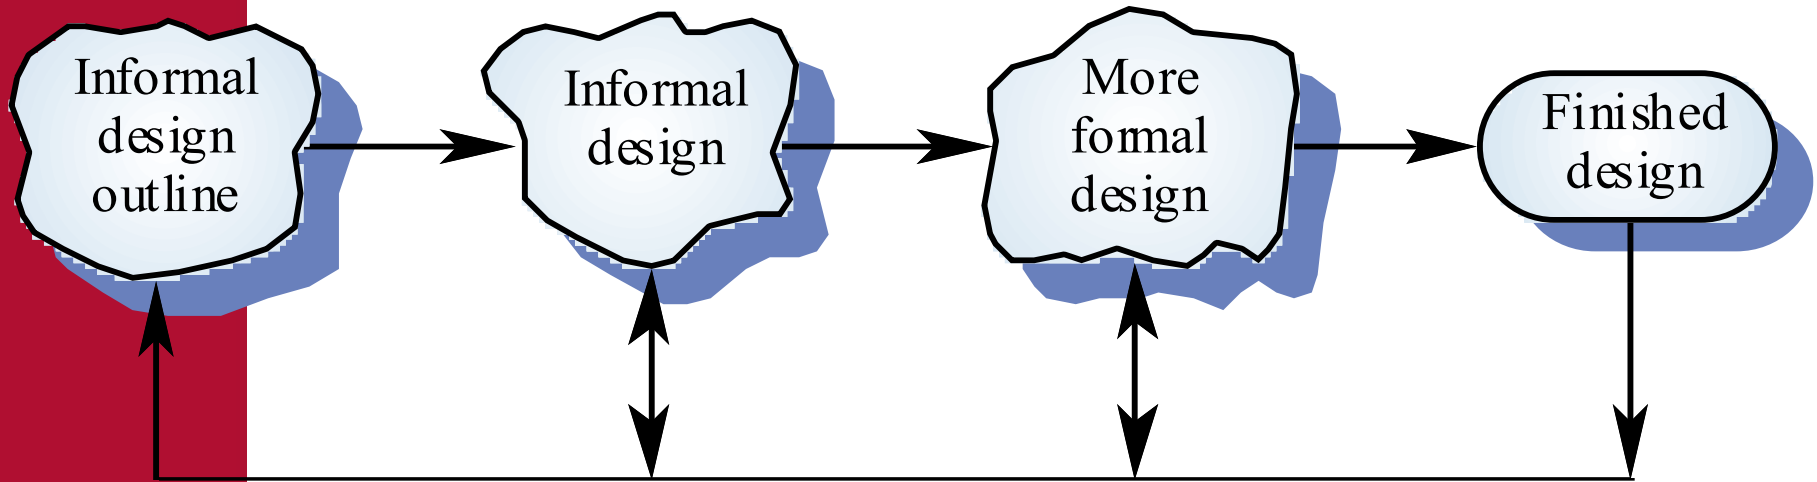 Informal
design
outline
Informal
design
More
formal
design
Finished
design